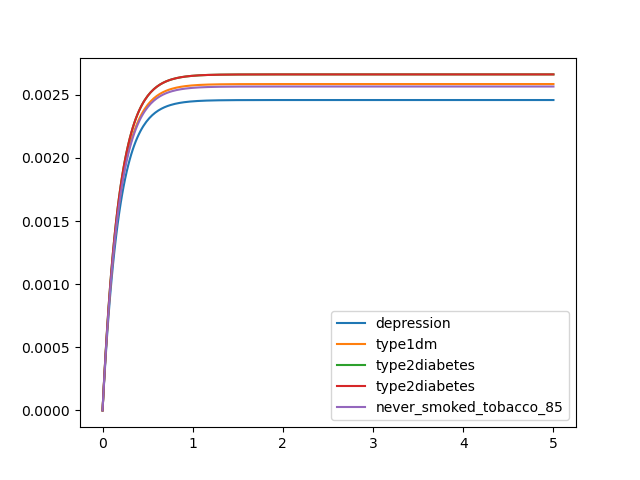 0.0025
0.0020
0.0015
0.0010
0.0005
0.0000
depression
type1dm
type2diabetes
type2diabetes
never_smoked_tobacco_85
0 1 2 3 4 5